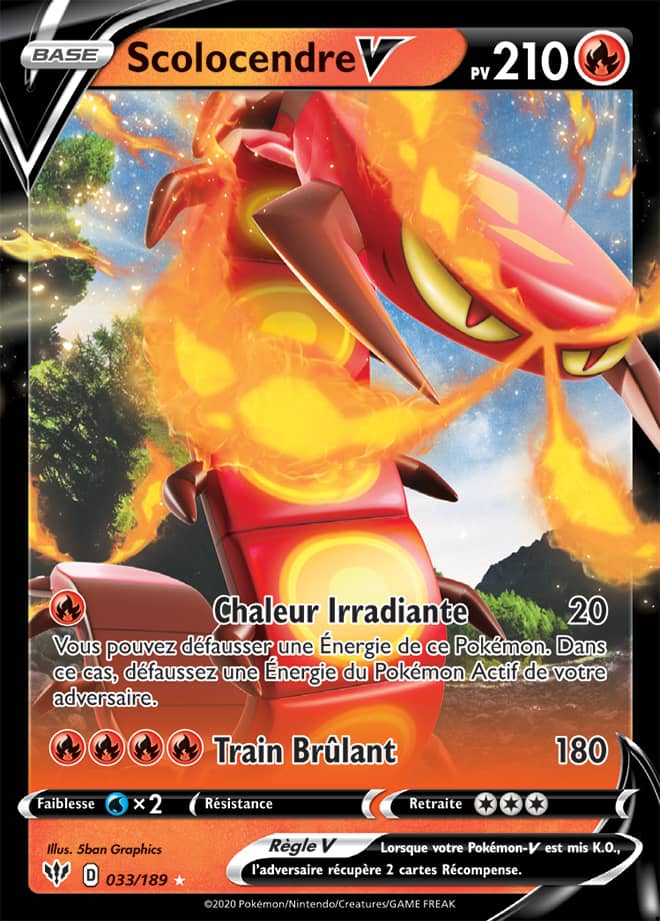 BASE
Scolocendre V
PV 210
Chaleur Irradiante 20
Vous pouvez défausser une Énergie de ce Pokémon. Dans
ce cas, défaussez une Énergie du Pokémon Actif de votre
adversaire.
Train Brûlant 180
Faiblesse ×2 Résistance Retraite
Illus. 5ban Graphics
Règle V Lorsque votre Pokémon-V est mis K.O.,
l'adversaire récupère 2 cartes Récompense.
D 033/189
©2020 Pokémon/Nintendo/Creatures/GAME FREAK